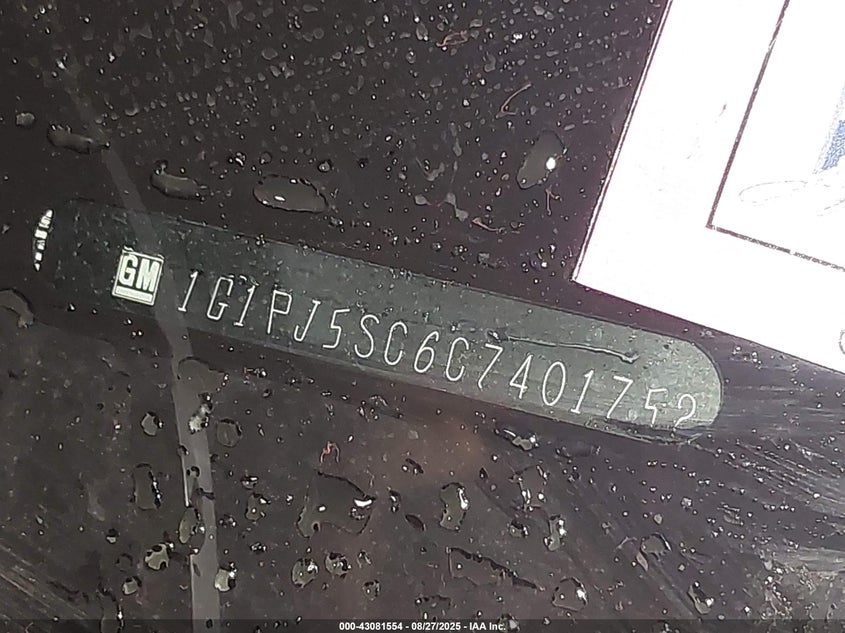 GM 1G1PJ5SC6C7401752
000-43081554 - 08/27/2025 - IAA Inc.